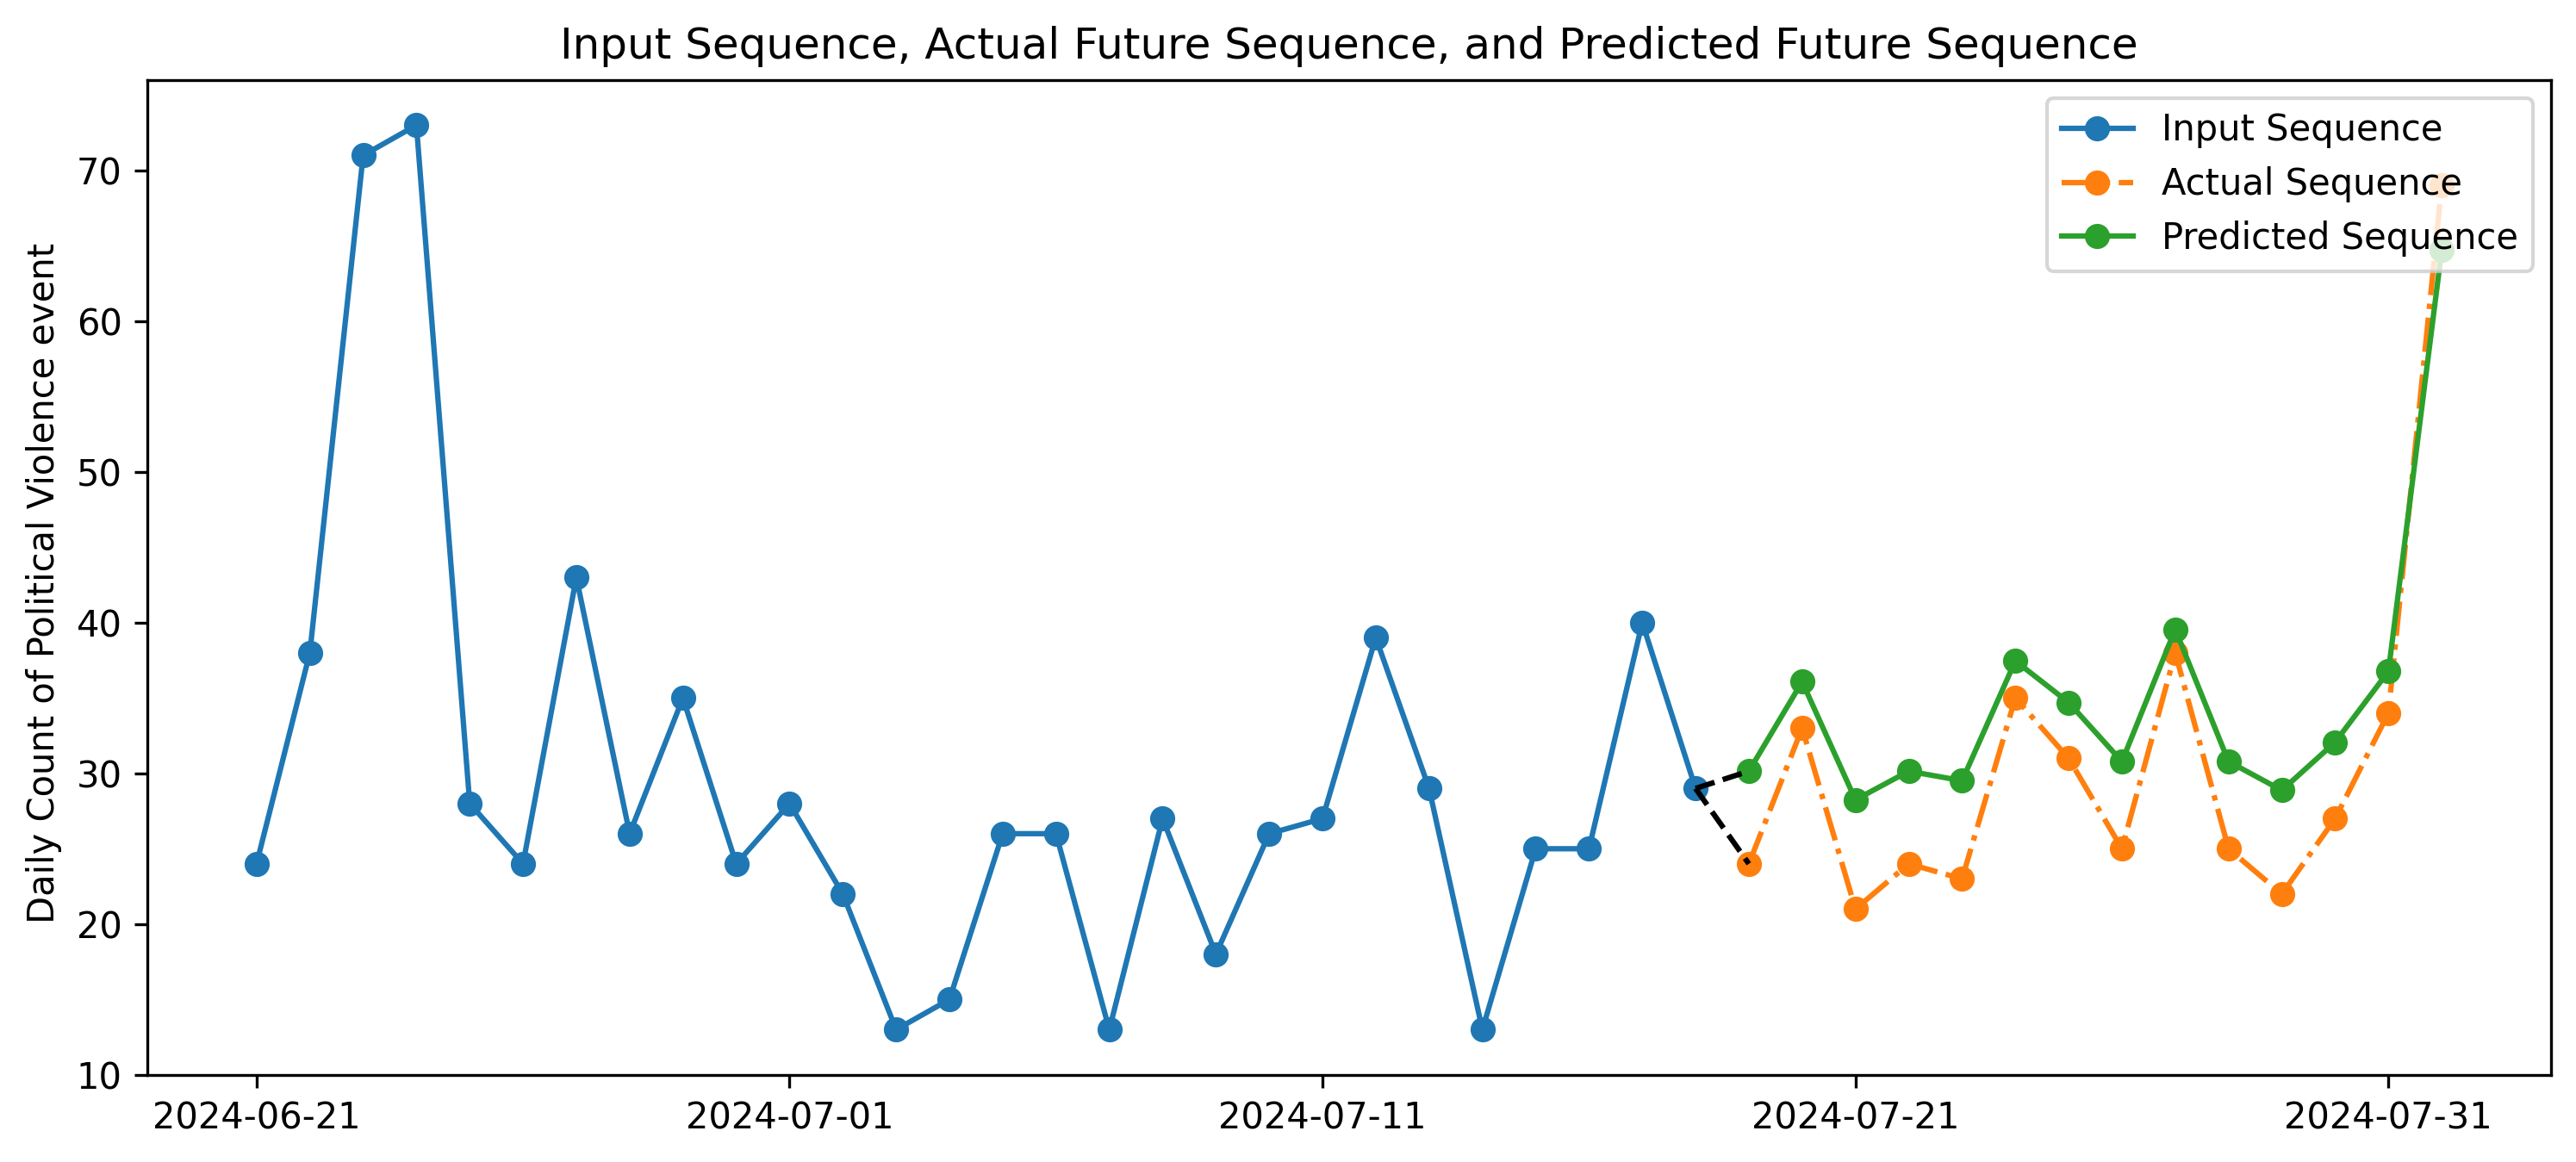 Input Sequence, Actual Future Sequence, and Predicted Future Sequence
Daily Count of Political Violence event
70
60
50
40
30
20
10
2024-06-21
2024-07-01
2024-07-11
2024-07-21
2024-07-31
Input Sequence
Actual Sequence
Predicted Sequence